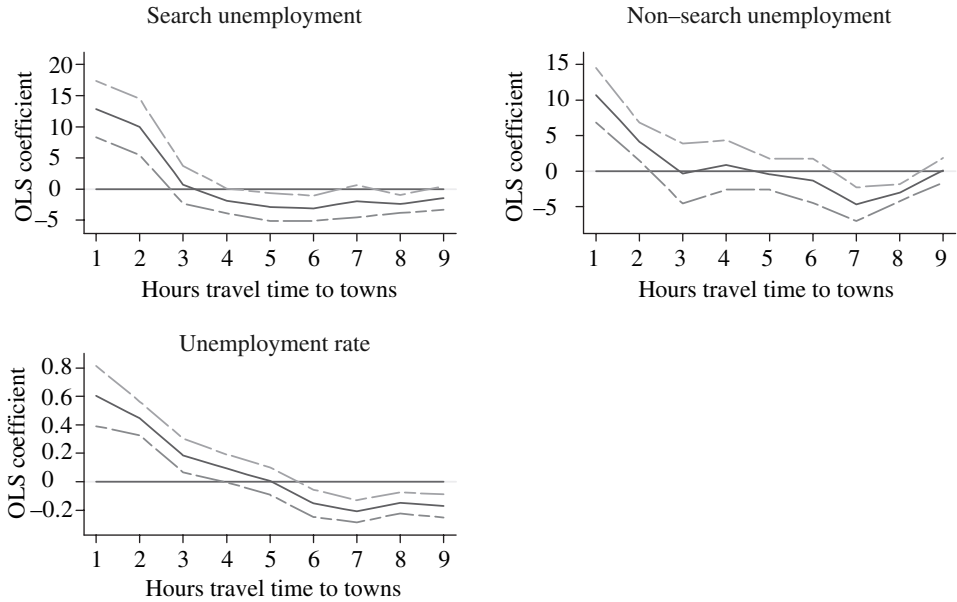 Search unemployment
20
15
10
5
0
–5
OLS coefficient
1 2 3 4 5 6 7 8 9
Hours travel time to towns
Non–search unemployment
15
10
5
0
–5
OLS coefficient
1 2 3 4 5 6 7 8 9
Hours travel time to towns
Unemployment rate
0.8
0.6
0.4
0.2
0
–0.2
OLS coefficient
1 2 3 4 5 6 7 8 9
Hours travel time to towns